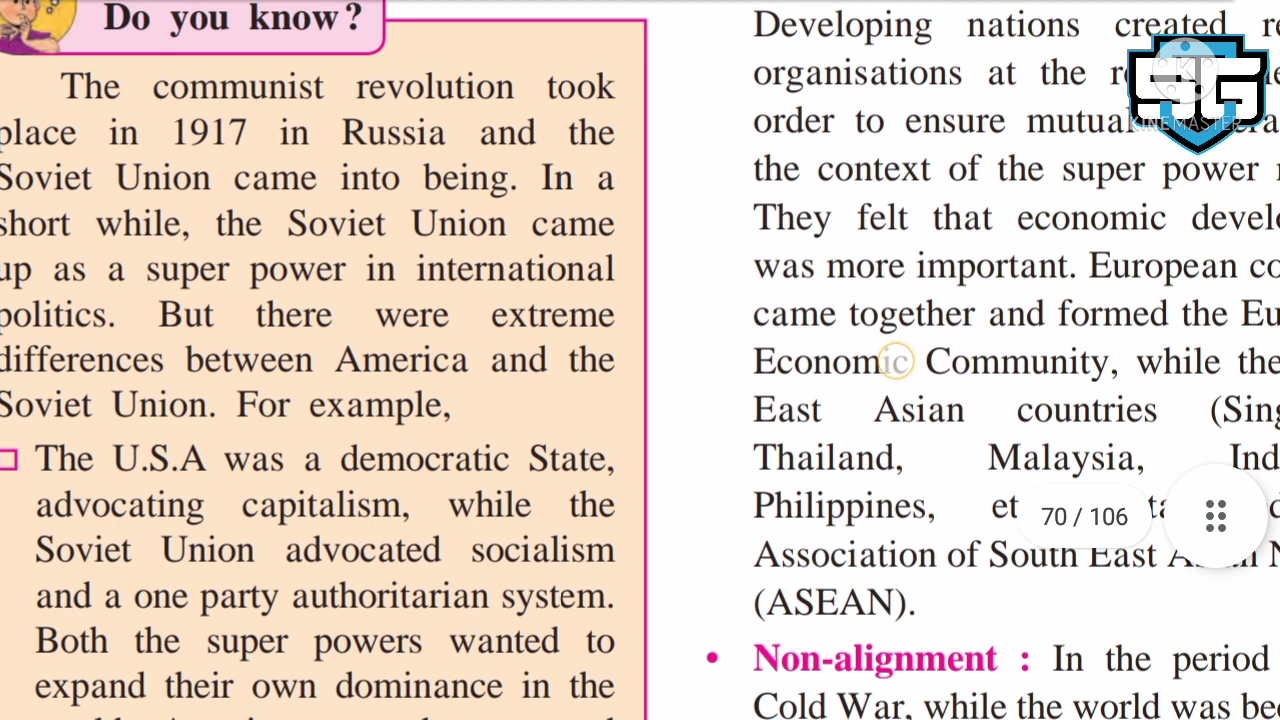 Do you know?
The communist revolution took
place in 1917 in Russia and the
Soviet Union came into being. In a
short while, the Soviet Union came
up as a super power in international
politics. But there were extreme
differences between America and the
Soviet Union. For example,
The U.S.A was a democratic State,
advocating capitalism, while the
Soviet Union advocated socialism
and a one party authoritarian system.
Both the super powers wanted to
expand their own dominance in the
Developing nations created
organisations at the
order to ensure mutual
the context of the super power
They felt that economic
was more important. European
came together and formed the
Economic Community, while
East Asian countries
Thailand, Malaysia,
Philippines,
Association of South East
(ASEAN).
• Non-alignment : In the period
Cold War, while the world was
70 / 106
SG
KINEMASTER